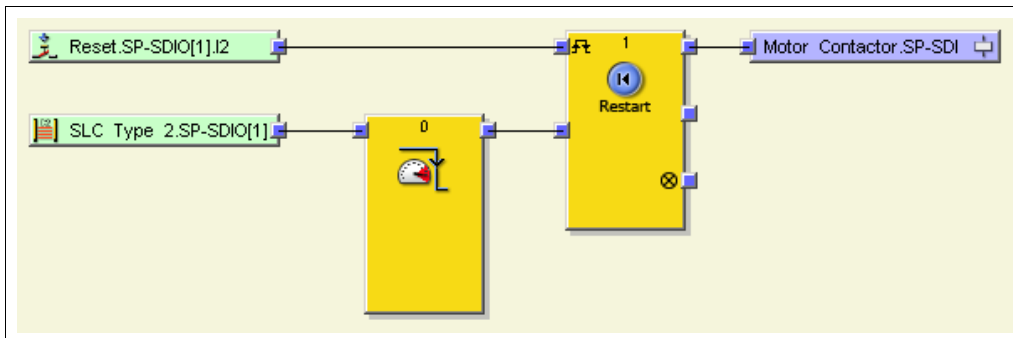 Reset.SP-SDIO[1].I2
1
Motor Contactor.SP-SDI
Restart
SLC Type 2.SP-SDIO[1]
0